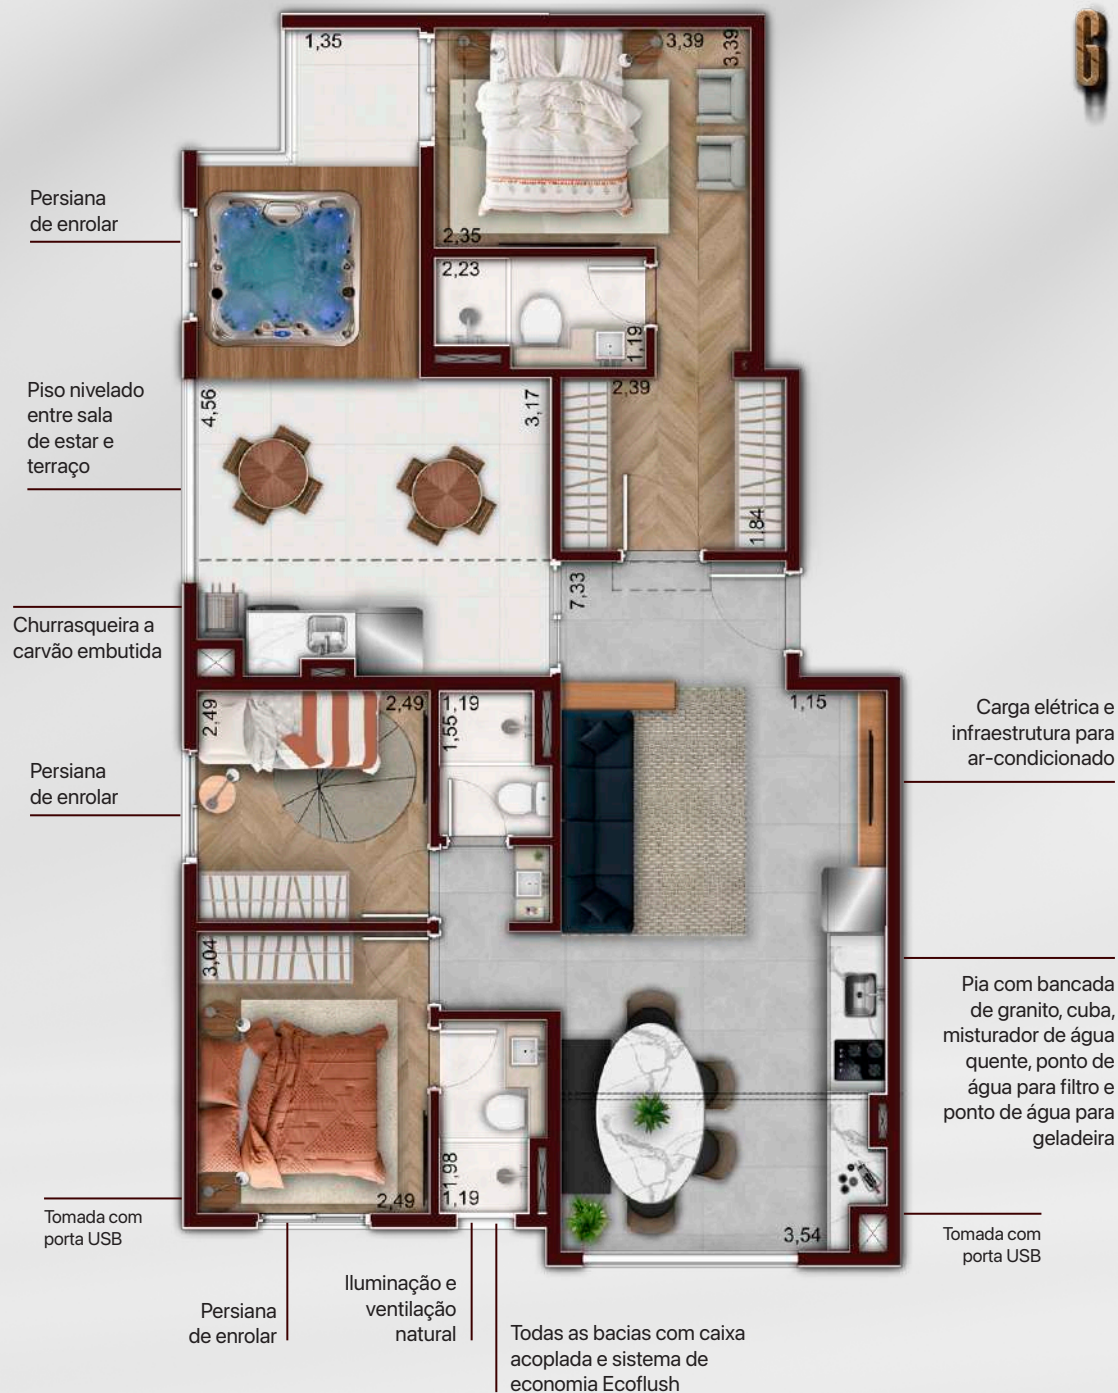 G
1,35
3,39
3,39
2,35
2,23
1,19
Persiana
de enrolar
Piso nivelado
entre sala
de estar e
terraço
4,56
3,17
2,39
1,84
7,33
Churrasqueira a
carvão embutida
2,49
2,49
1,19
1,55
1,15
Carga elétrica e
infraestrutura para
ar-condicionado
Persiana
de enrolar
3,04
Pia com bancada
de granito, cuba,
misturador de água
quente, ponto de
água para filtro e
ponto de água para
geladeira
2,49
11,98
1,19
3,54
Tomada com
porta USB
Tomada com
porta USB
Persiana
de enrolar
Iluminação e
ventilação
natural
Todas as bacias com caixa
acoplada e sistema de
economia Ecoflush